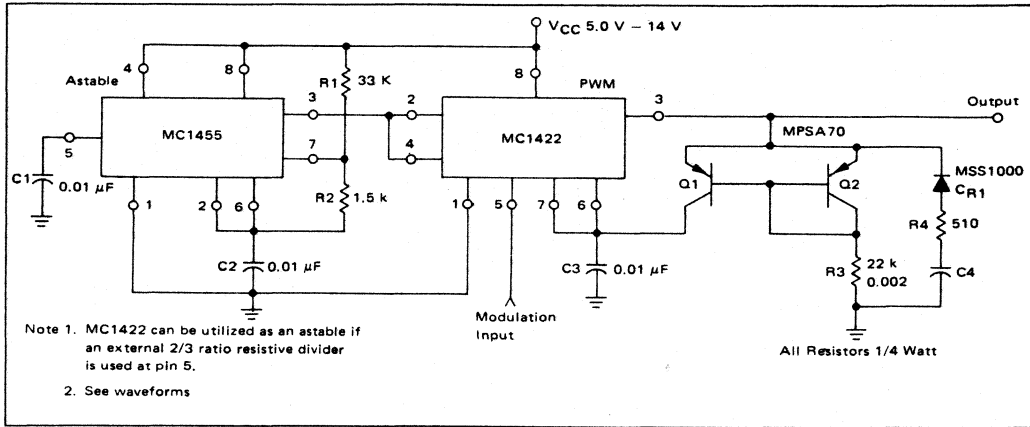 VCC 5.0 V – 14 V
4
8
R1
33 K
8
Astable
PWM
3
2
3
Output
MC1455
MC1422
MPSA70
5
7
4
MSS1000
CR1
C1
0.01 µF
Q1
Q2
1
2
6
R2
1.5 k
1
5
7
6
R4
510
C2
0.01 µF
C3
0.01 µF
R3
22 k
0.002
C4
Modulation
Input
Note 1. MC1422 can be utilized as an astable if
an external 2/3 ratio resistive divider
is used at pin 5.
2. See waveforms
All Resistors 1/4 Watt